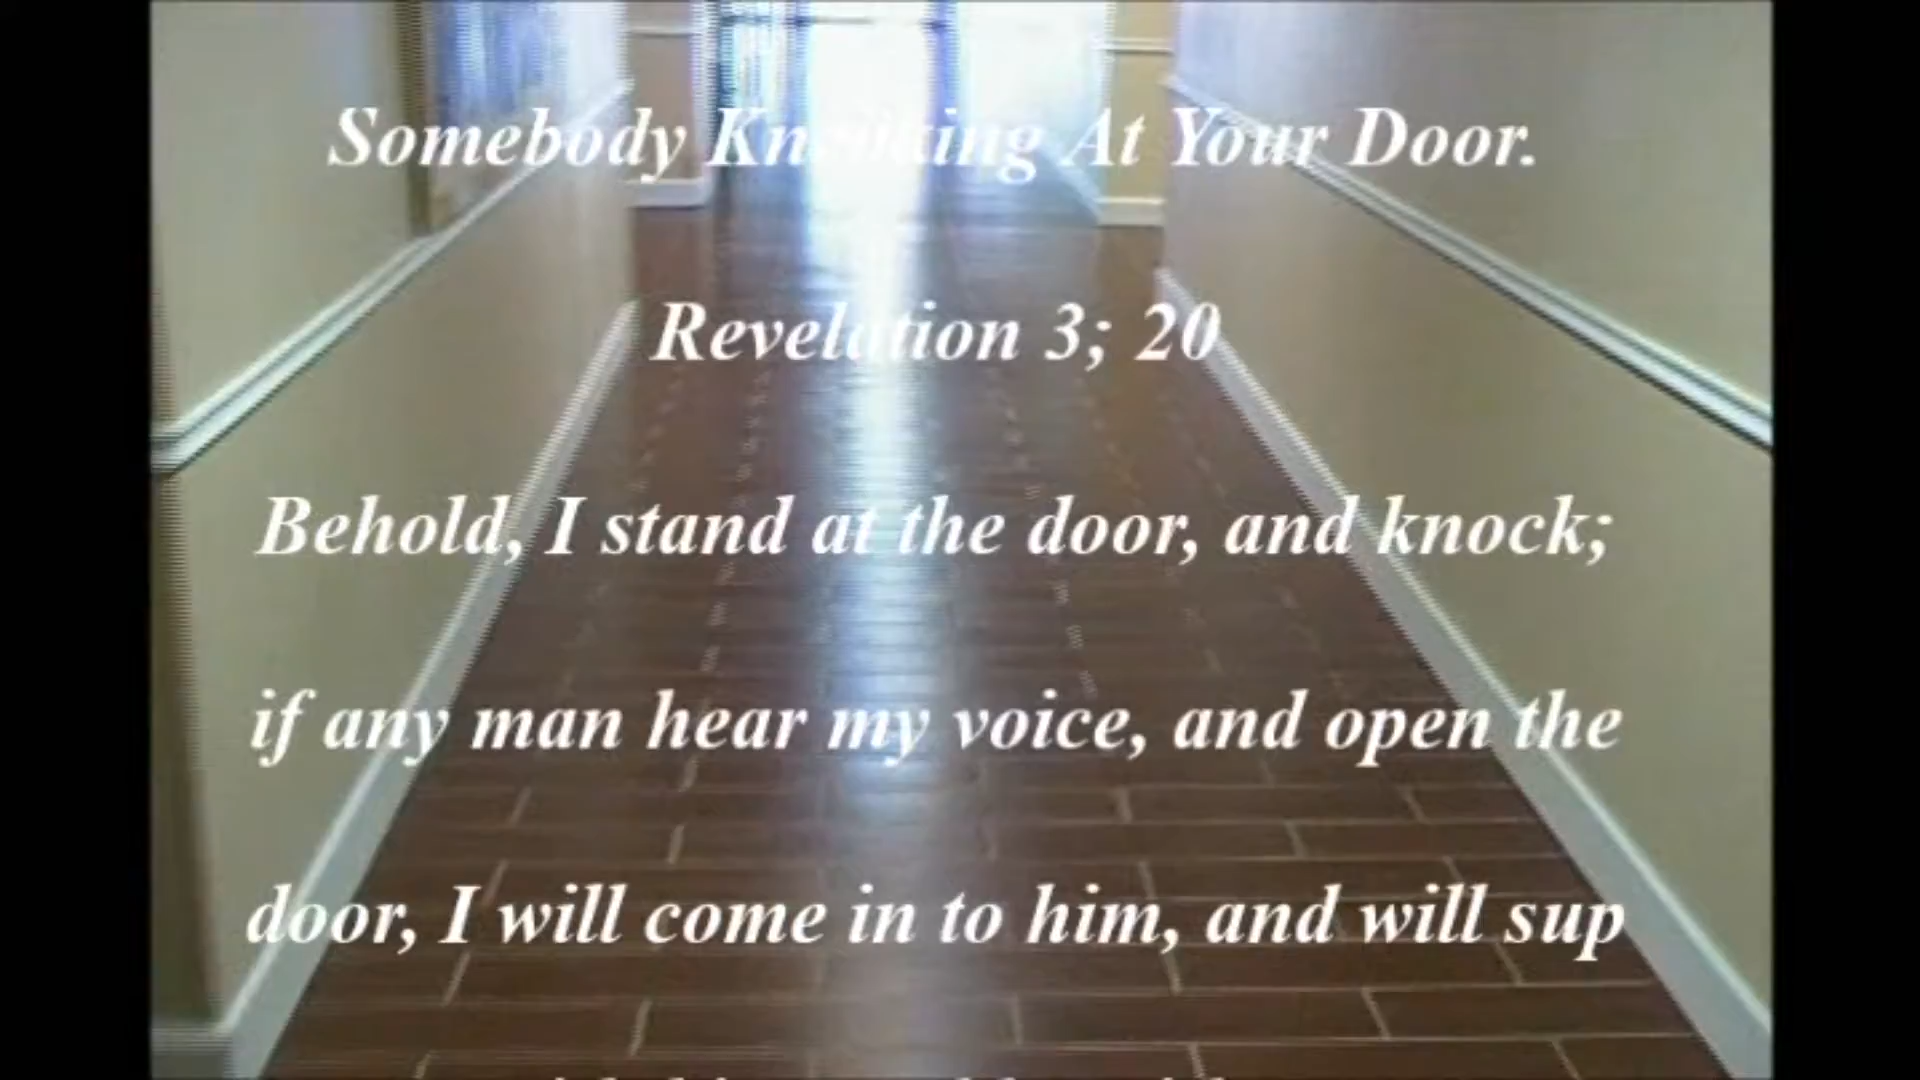 Somebody Knocking At Your Door.
Revelation 3; 20
Behold, I stand at the door, and knock;
if any man hear my voice, and open the
door, I will come in to him, and will sup